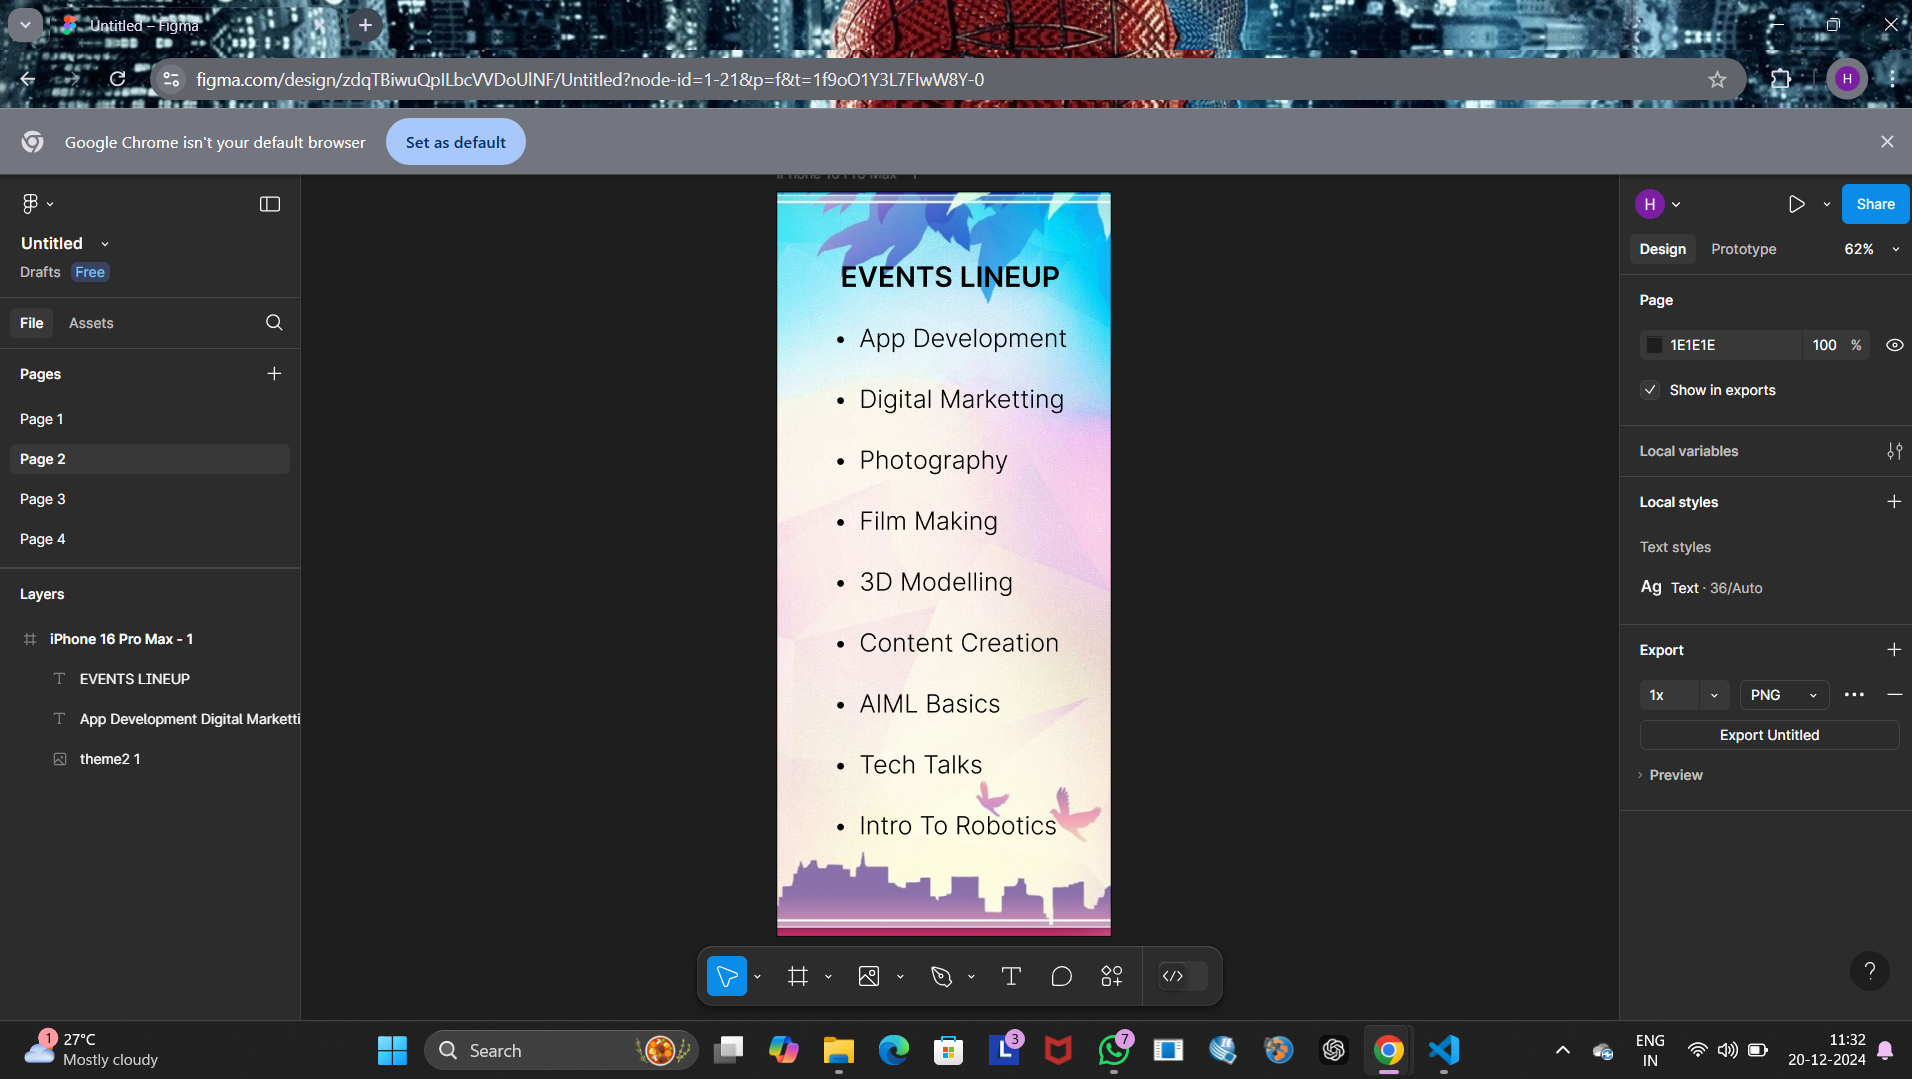 Untitled – Figma
figma.com/design/zdqTBiwuQpILbcVVDoUlNF/Untitled?node-id=1-21&p=f&t=1f9oO1Y3L7FlwW8Y-0
H
Google Chrome isn't your default browser
Set as default
Untitled
Drafts Free
File Assets
Pages
Page 1
Page 2
Page 3
Page 4
Layers
iPhone 16 Pro Max - 1
EVENTS LINEUP
App Development Digital Marketti
theme2 1
iPhone 16 Pro Max - 1
EVENTS LINEUP
• App Development
• Digital Marketting
• Photography
• Film Making
• 3D Modelling
• Content Creation
• AIML Basics
• Tech Talks
• Intro To Robotics
H
Share
Design Prototype 62%
Page
1E1E1E 100 %
Show in exports
Local variables
Local styles
Text styles
Ag Text · 36/Auto
Export
1x PNG
Export Untitled
Preview
?
1
27°C
Mostly cloudy
Search
L 3
7
ENG
IN
11:32
20-12-2024